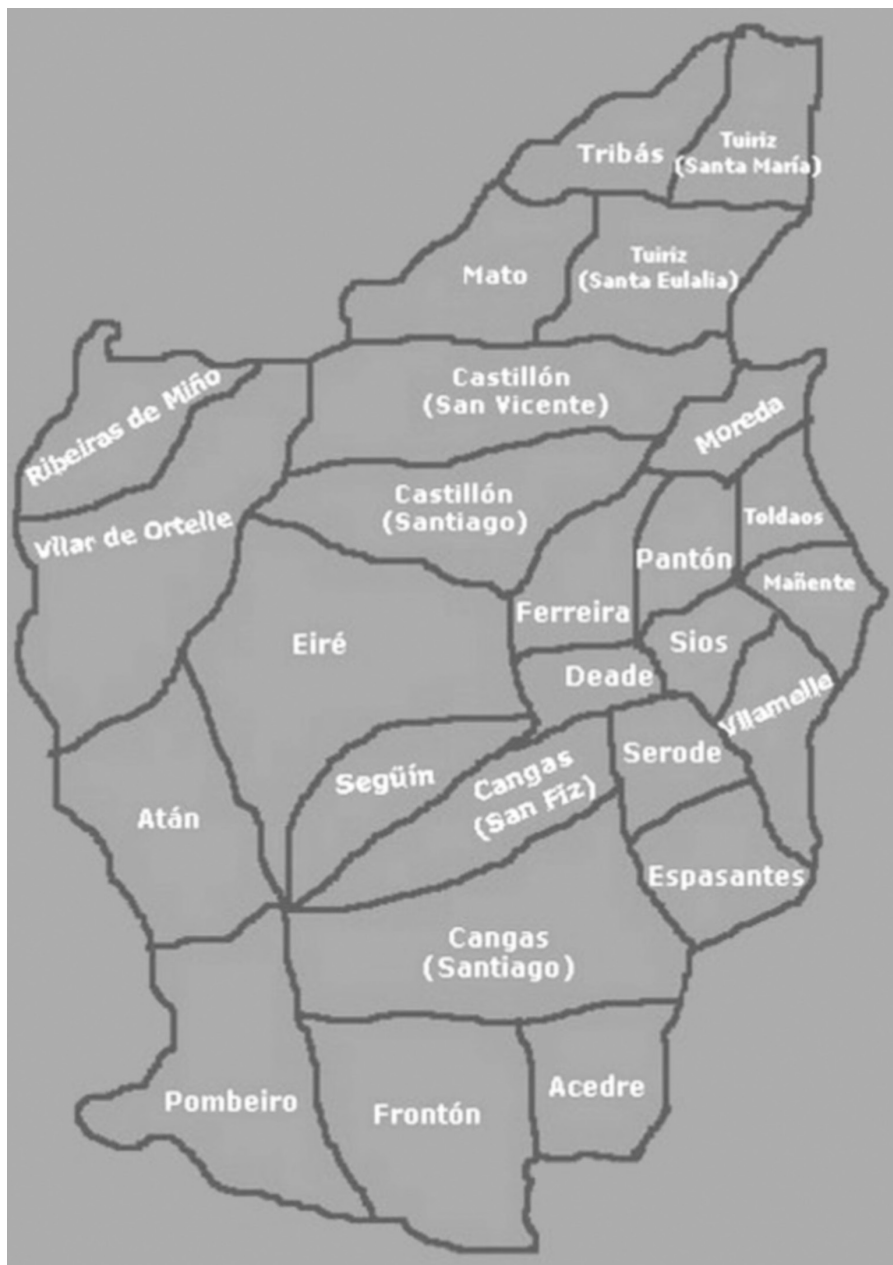 Tribás
Tuiriz
(Santa María)
Mato
Tuiriz
(Santa Eulalia)
Ribeiras de Miño
Castillón
(San Vicente)
Moreda
Vilar de Ortelle
Castillón
(Santiago)
Toldaos
Pantón
Mañente
Ferreira
Sios
Eiré
Deade
Vilamelle
Següín
Cangas
(San Fiz)
Serode
Atán
Espasantes
Cangas
(Santiago)
Pombeiro
Frontón
Acedre